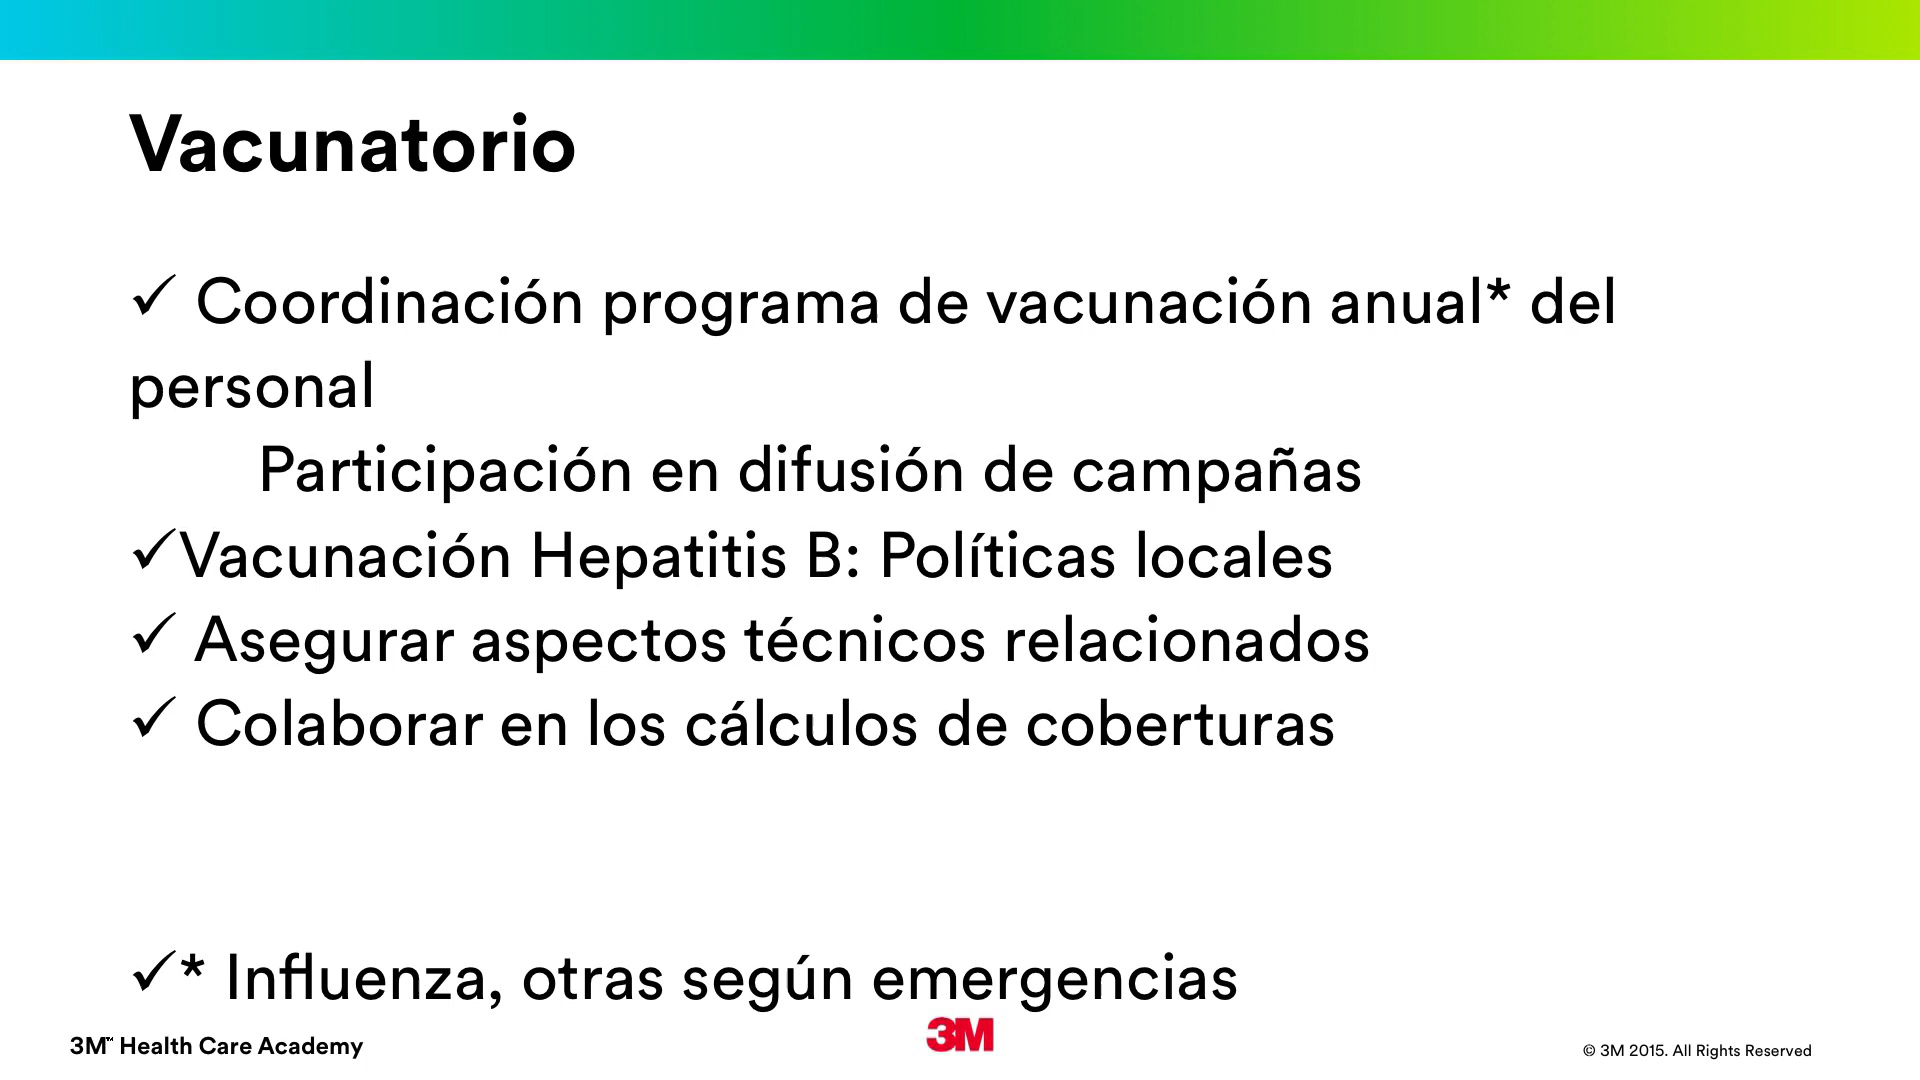 Vacunatorio
✓ Coordinación programa de vacunación anual* del
personal
Participación en difusión de campañas
✓Vacunación Hepatitis B: Políticas locales
✓ Asegurar aspectos técnicos relacionados
✓ Colaborar en los cálculos de coberturas
✓* Influenza, otras según emergencias
3M™ Health Care Academy
3M
© 3M 2015. All Rights Reserved